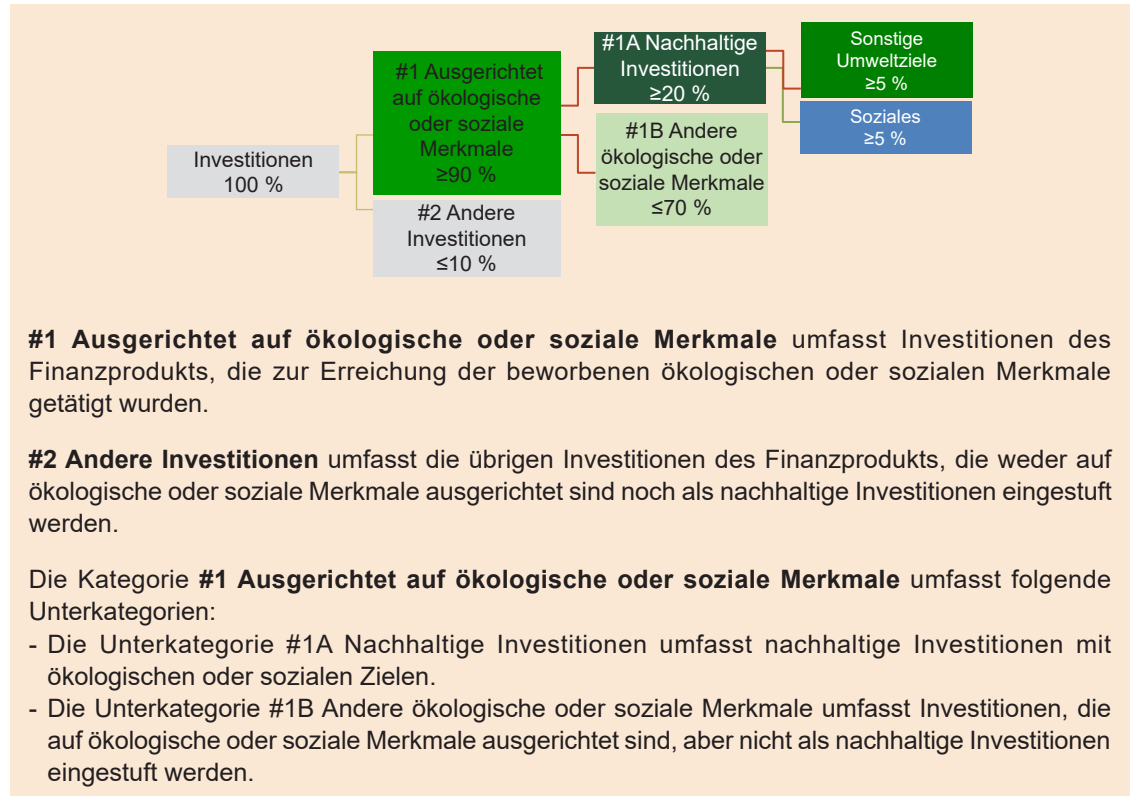 Investitionen
100 %
#1 Ausgerichtet
auf ökologische
oder soziale
Merkmale
≥90 %
#2 Andere
Investitionen
≤10 %
#1A Nachhaltige
Investitionen
≥20 %
#1B Andere
ökologische oder
soziale Merkmale
≤70 %
Sonstige
Umweltziele
≥5 %
Soziales
≥5 %
#1 Ausgerichtet auf ökologische oder soziale Merkmale umfasst Investitionen des
Finanzprodukts, die zur Erreichung der beworbenen ökologischen oder sozialen Merkmale
getätigt wurden.
#2 Andere Investitionen umfasst die übrigen Investitionen des Finanzprodukts, die weder auf
ökologische oder soziale Merkmale ausgerichtet sind noch als nachhaltige Investitionen eingestuft
werden.
Die Kategorie #1 Ausgerichtet auf ökologische oder soziale Merkmale umfasst folgende
Unterkategorien:
- Die Unterkategorie #1A Nachhaltige Investitionen umfasst nachhaltige Investitionen mit
ökologischen oder sozialen Zielen.
- Die Unterkategorie #1B Andere ökologische oder soziale Merkmale umfasst Investitionen, die
auf ökologische oder soziale Merkmale ausgerichtet sind, aber nicht als nachhaltige Investitionen
eingestuft werden.